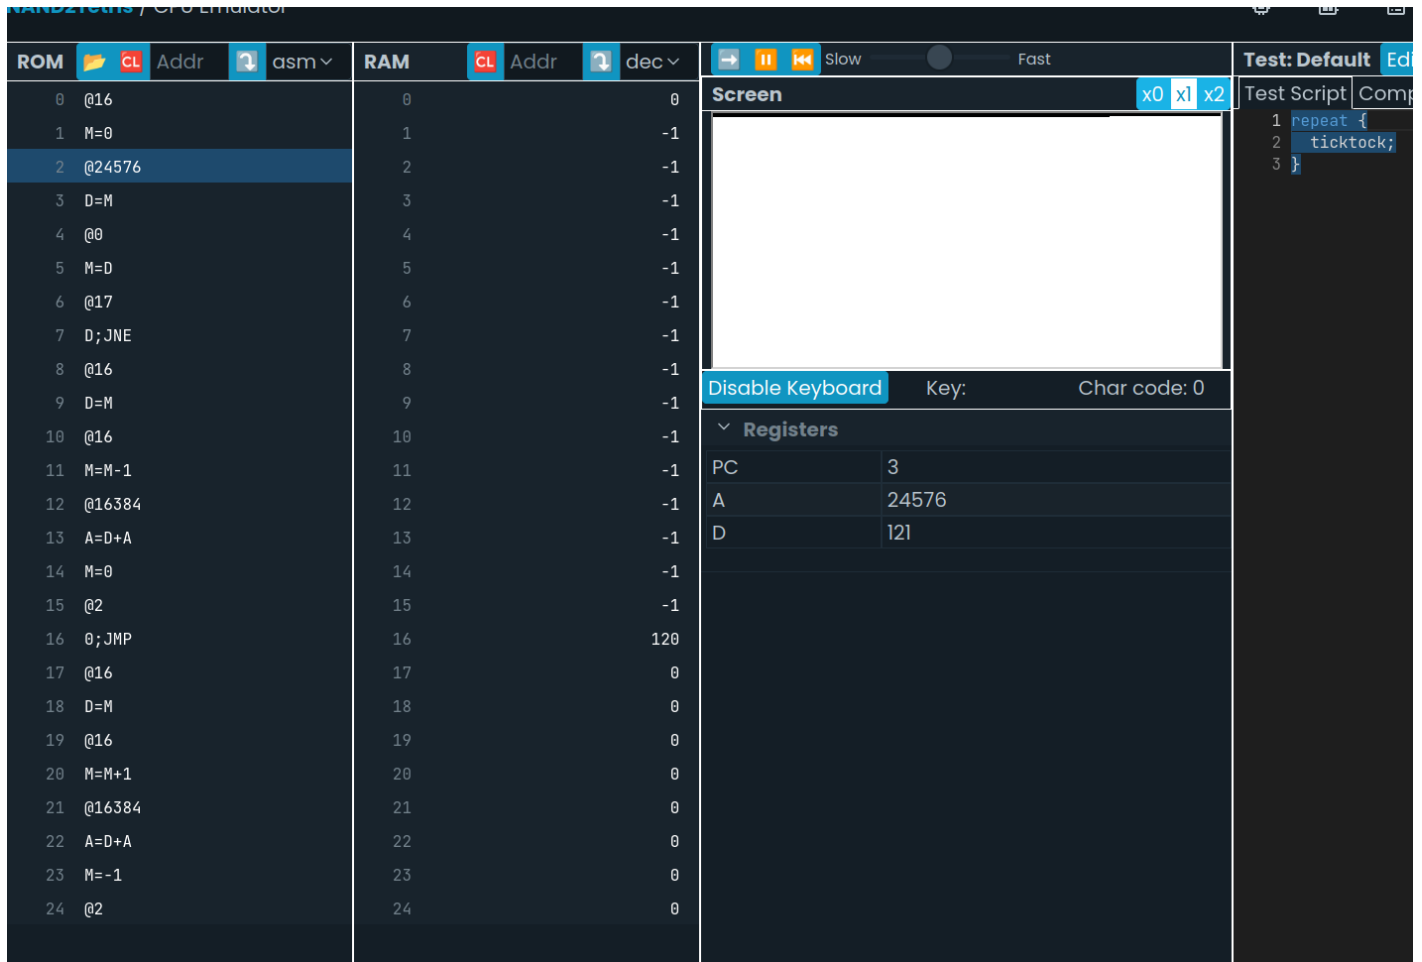 NAND2Tetris / CPU Emulator
ROM CL Addr asm
0 @16
1 M=0
2 @24576
3 D=M
4 @0
5 M=D
6 @17
7 D;JNE
8 @16
9 D=M
10 @16
11 M=M-1
12 @16384
13 A=D+A
14 M=0
15 @2
16 0;JMP
17 @16
18 D=M
19 @16
20 M=M+1
21 @16384
22 A=D+A
23 M=-1
24 @2
RAM CL Addr dec
0 0
1 -1
2 -1
3 -1
4 -1
5 -1
6 -1
7 -1
8 -1
9 -1
10 -1
11 -1
12 -1
13 -1
14 -1
15 -1
16 120
17 0
18 0
19 0
20 0
21 0
22 0
23 0
24 0
Slow Fast
Screen x0 x1 x2
Disable Keyboard Key: Char code: 0
Registers
PC 3
A 24576
D 121
Test: Default Edi
Test Script Comp
1 repeat {
2 ticktock;
3 }